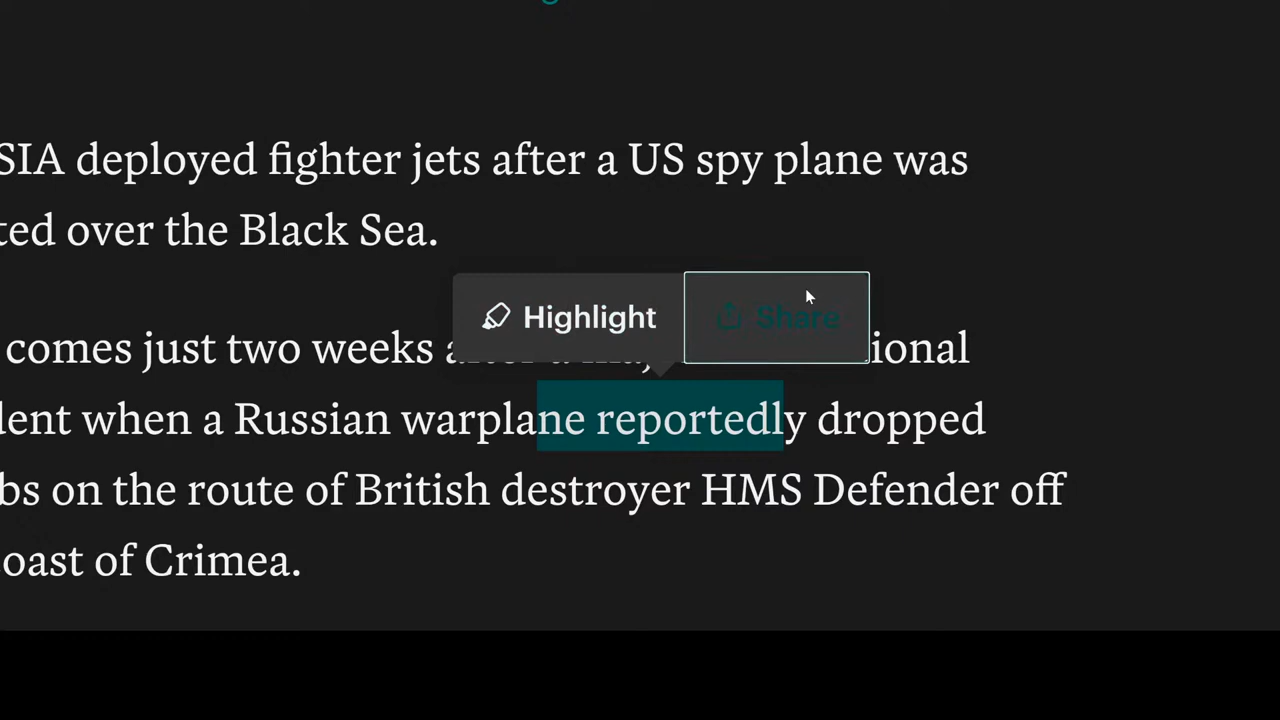 SIA deployed fighter jets after a US spy plane was
ted over the Black Sea.
Highlight Share
comes just two weeks ional
dent when a Russian warplane reportedly dropped
bs on the route of British destroyer HMS Defender off
oast of Crimea.